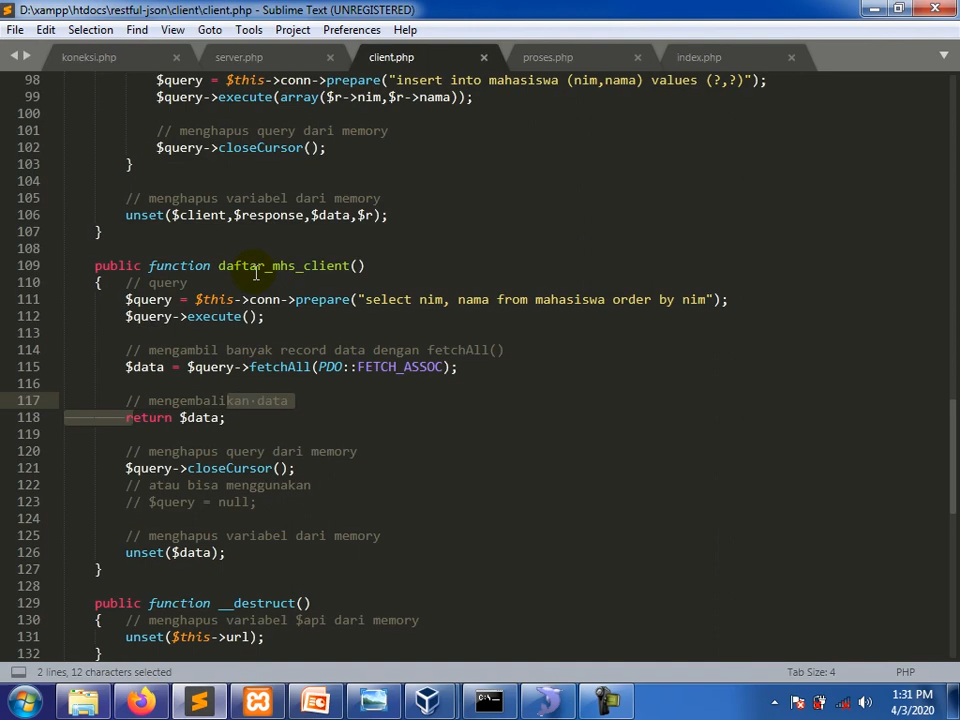 D:\xampp\htdocs\restful-json\client\client.php - Sublime Text (UNREGISTERED)
File Edit Selection Find View Goto Tools Project Preferences Help
koneksi.php server.php client.php proses.php index.php
98 $query = $this->conn->prepare("insert into mahasiswa (nim,nama) values (?,?)");
99 $query->execute(array($r->nim,$r->nama));
100
101 // menghapus query dari memory
102 $query->closeCursor();
103 }
104
105 // menghapus variabel dari memory
106 unset($client,$response,$data,$r);
107 }
108
109 public function daftar_mhs_client()
110 { // query
111 $query = $this->conn->prepare("select nim, nama from mahasiswa order by nim");
112 $query->execute();
113
114 // mengambil banyak record data dengan fetchAll()
115 $data = $query->fetchAll(PDO::FETCH_ASSOC);
116
117 // mengembalikan data
118 return $data;
119
120 // menghapus query dari memory
121 $query->closeCursor();
122 // atau bisa menggunakan
123 // $query = null;
124
125 // menghapus variabel dari memory
126 unset($data);
127 }
128
129 public function __destruct()
130 { // menghapus variabel $api dari memory
131 unset($this->url);
132 }
2 lines, 12 characters selected Tab Size: 4 PHP
1:31 PM
4/3/2020